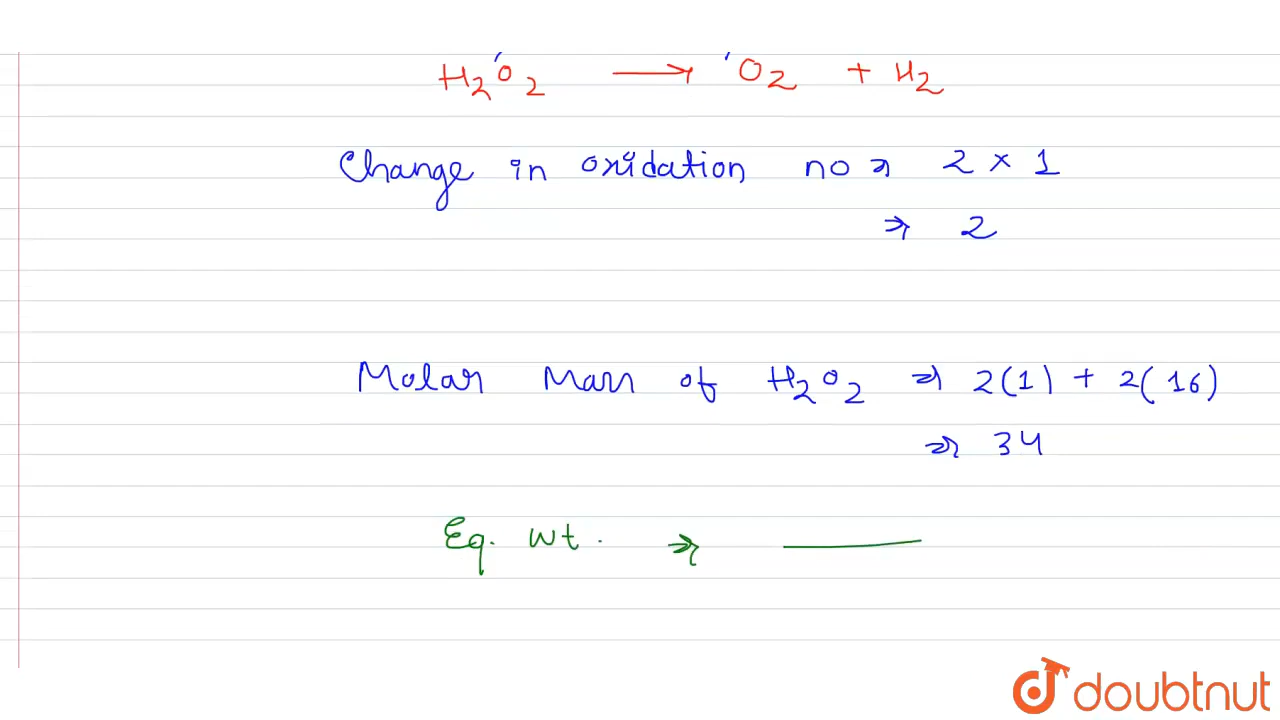 H₂O₂ → O₂ + H₂
Change in oxidation no ⇒ 2 × 1
⇒ 2
Molar Mass of H₂O₂ ⇒ 2(1) + 2(16)
⇒ 34
Eq. wt. ⇒
doubtnut